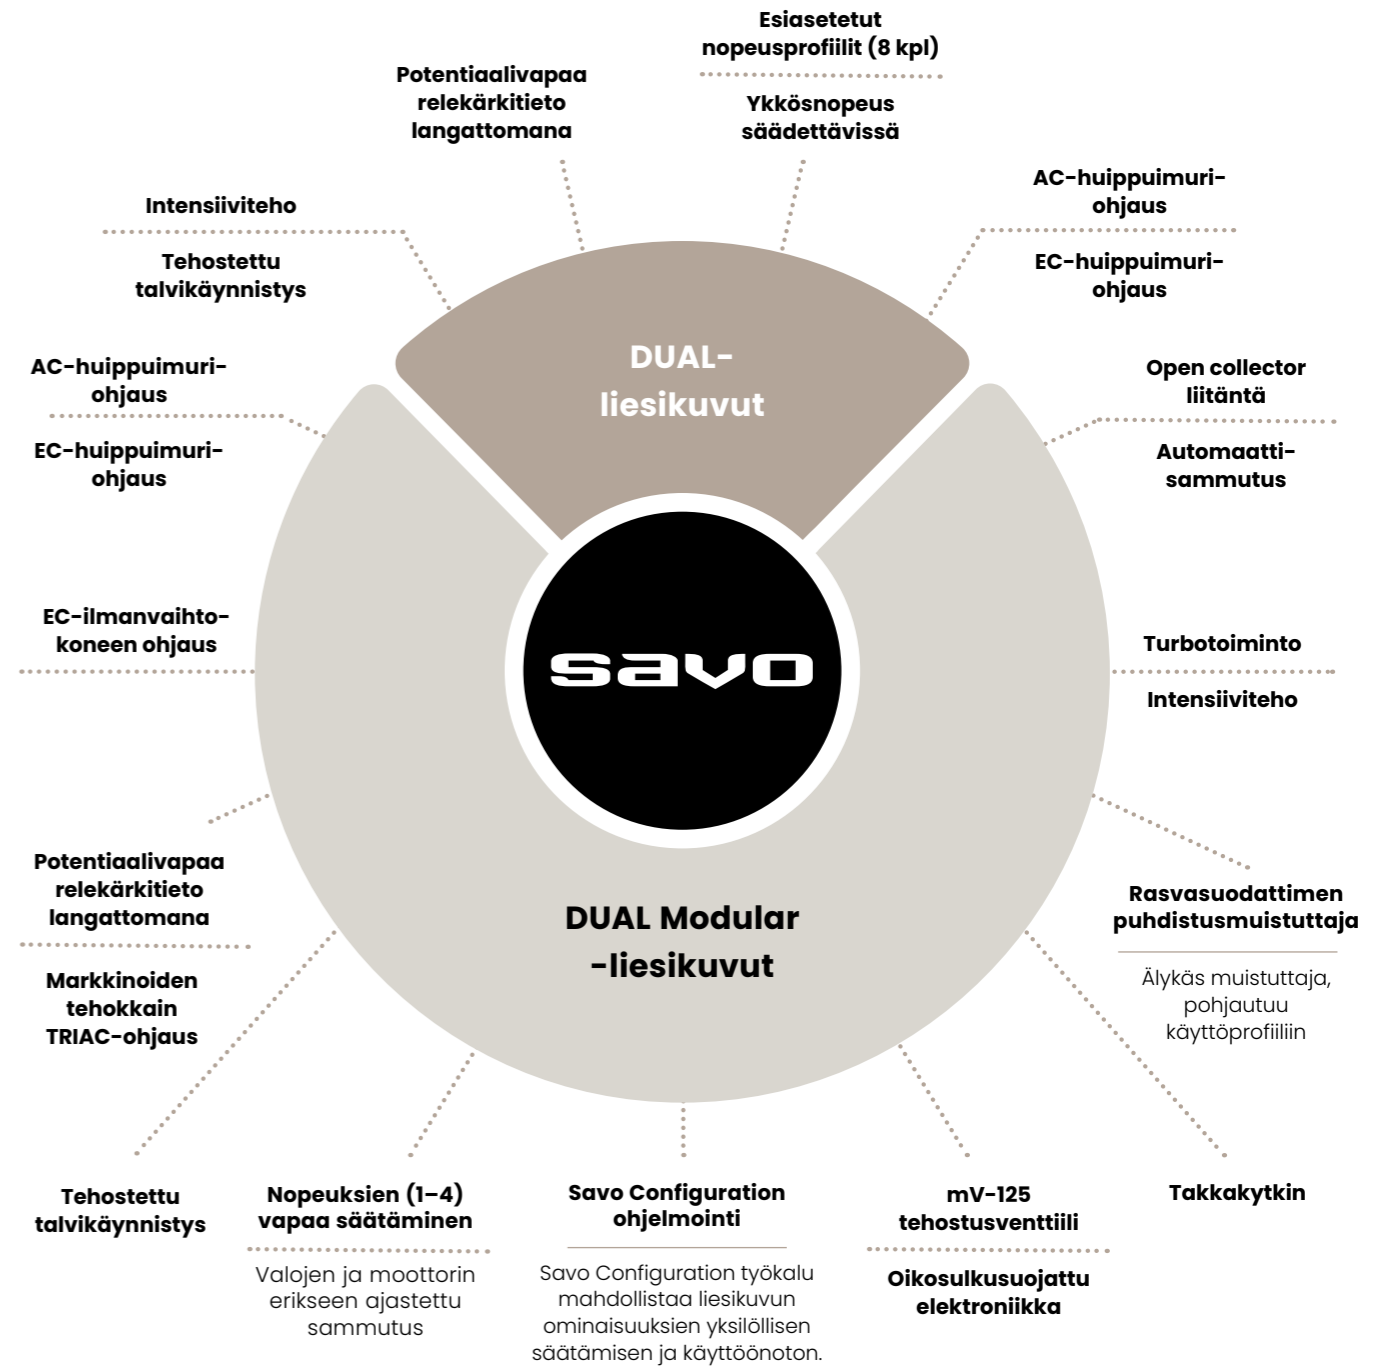 Esiasetetut
nopeusprofiilit (8 kpl)
Ykkösnopeus
säädettävissä
Potentiaalivapaa
relekärkitieto
langattomana
Intensiiviteho
Tehostettu
talvikäynnistys
AC-huippuimuri-
ohjaus
EC-huippuimuri-
ohjaus
DUAL-
liesikuvut
AC-huippuimuri-
ohjaus
EC-huippuimuri-
ohjaus
Open collector
liitäntä
Automaatti-
sammutus
EC-ilmanvaihto-
koneen ohjaus
savo
Turbotoiminto
Intensiiviteho
DUAL Modular
-liesikuvut
Potentiaalivapaa
relekärkitieto
langattomana
Markkinoiden
tehokkain
TRIAC-ohjaus
Rasvasuodattimen
puhdistusmuistuttaja
Älykäs muistuttaja,
pohjautuu
käyttöprofiiliin
Tehostettu
talvikäynnistys
Nopeuksien (1–4)
vapaa säätäminen
Valojen ja moottorin
erikseen ajastettu
sammutus
Savo Configuration
ohjelmointi
Savo Configuration työkalu
mahdollistaa liesikuvun
ominaisuuksien yksilöllisen
säätämisen ja käyttöönoton.
mV-125
tehostusventtiili
Oikosulkusuojattu
elektroniikka
Takkakytkin